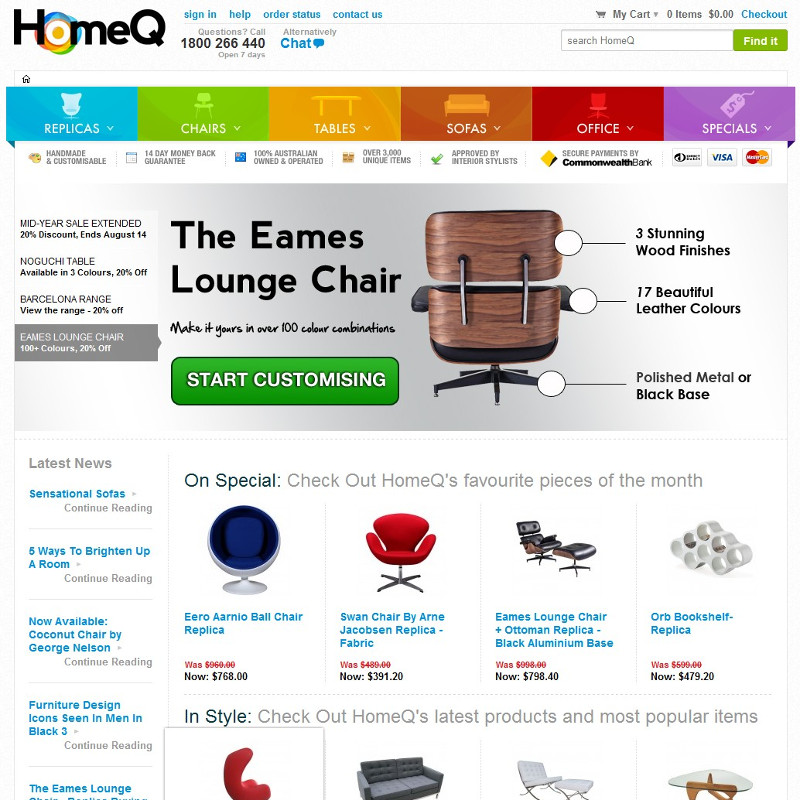 HomeQ
sign in help order status contact us
My Cart 0 Items $0.00 Checkout
Questions? Call
1800 266 440
Open 7 days
Alternatively
Chat
search HomeQ
Find it
REPLICAS
CHAIRS
TABLES
SOFAS
OFFICE
SPECIALS
HANDMADE
& CUSTOMISABLE
14 DAY MONEY BACK
GUARANTEE
100% AUSTRALIAN
OWNED & OPERATED
OVER 3,000
UNIQUE ITEMS
APPROVED BY
INTERIOR STYLISTS
SECURE PAYMENTS BY
CommonwealthBank
VISA
MasterCard
MID-YEAR SALE EXTENDED
20% Discount, Ends August 14
NOGUCHI TABLE
Available in 3 Colours, 20% Off
BARCELONA RANGE
View the range - 20% off
EAMES LOUNGE CHAIR
100+ Colours, 20% Off
The Eames
Lounge Chair
Make it yours in over 100 colour combinations
START CUSTOMISING
3 Stunning
Wood Finishes
17 Beautiful
Leather Colours
Polished Metal or
Black Base
Latest News
Sensational Sofas
Continue Reading
5 Ways To Brighten Up
A Room
Continue Reading
Now Available:
Coconut Chair by
George Nelson
Continue Reading
Furniture Design
Icons Seen In Men In
Black 3
Continue Reading
The Eames Lounge
Chair - Replica Buying
On Special: Check Out HomeQ's favourite pieces of the month
Eero Aarnio Ball Chair
Replica
Was $960.00
Now: $768.00
Swan Chair By Arne
Jacobsen Replica -
Fabric
Was $489.00
Now: $391.20
Eames Lounge Chair
+ Ottoman Replica -
Black Aluminium Base
Was $998.00
Now: $798.40
Orb Bookshelf-
Replica
Was $599.00
Now: $479.20
In Style: Check Out HomeQ's latest products and most popular items